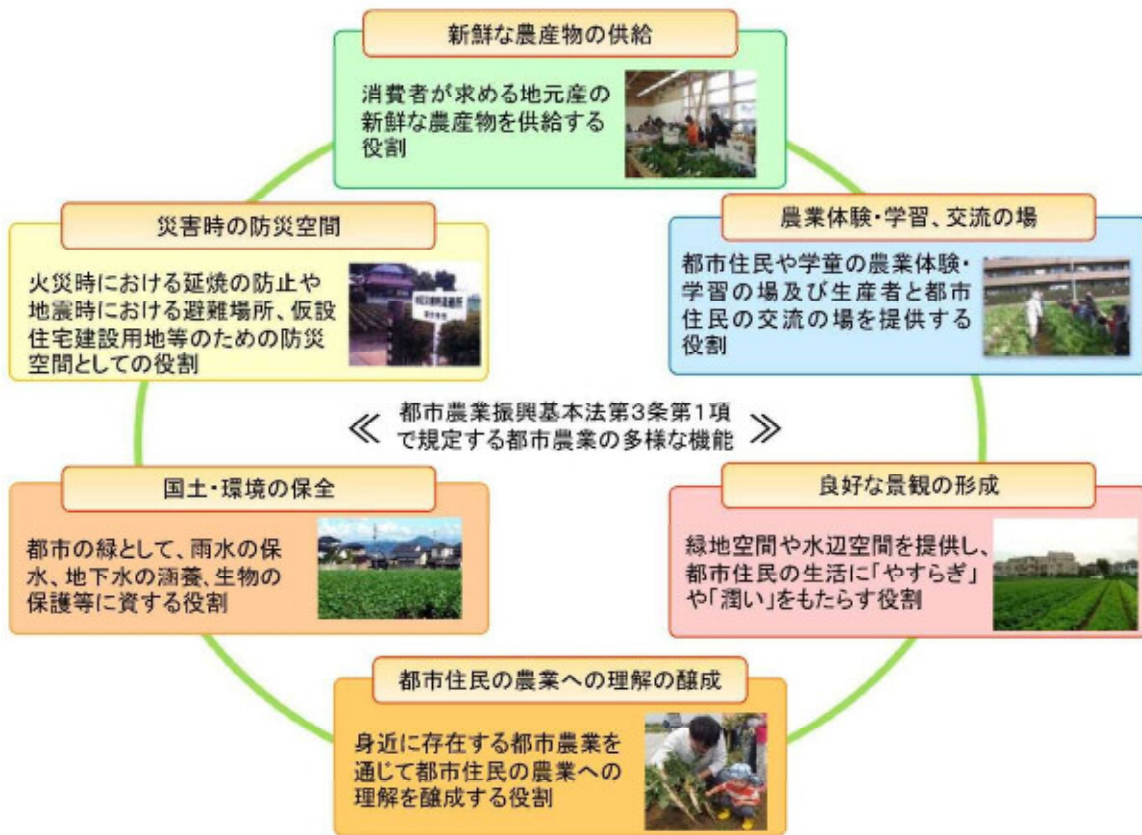 新鮮な農産物の供給
消費者が求める地元産の
新鮮な農産物を供給する
役割
災害時の防災空間
火災時における延焼の防止や
地震時における避難場所、仮設
住宅建設用地等のための防災
空間としての役割
農業体験・学習、交流の場
都市住民や学童の農業体験・
学習の場及び生産者と都市
住民の交流の場を提供する
役割
≪ 都市農業振興基本法第3条第1項 ≫
で規定する都市農業の多様な機能
国土・環境の保全
都市の緑として、雨水の保
水、地下水の涵養、生物の
保護等に資する役割
良好な景観の形成
緑地空間や水辺空間を提供し、
都市住民の生活に「やすらぎ」
や「潤い」をもたらす役割
都市住民の農業への理解の醸成
身近に存在する都市農業を
通じて都市住民の農業への
理解を醸成する役割